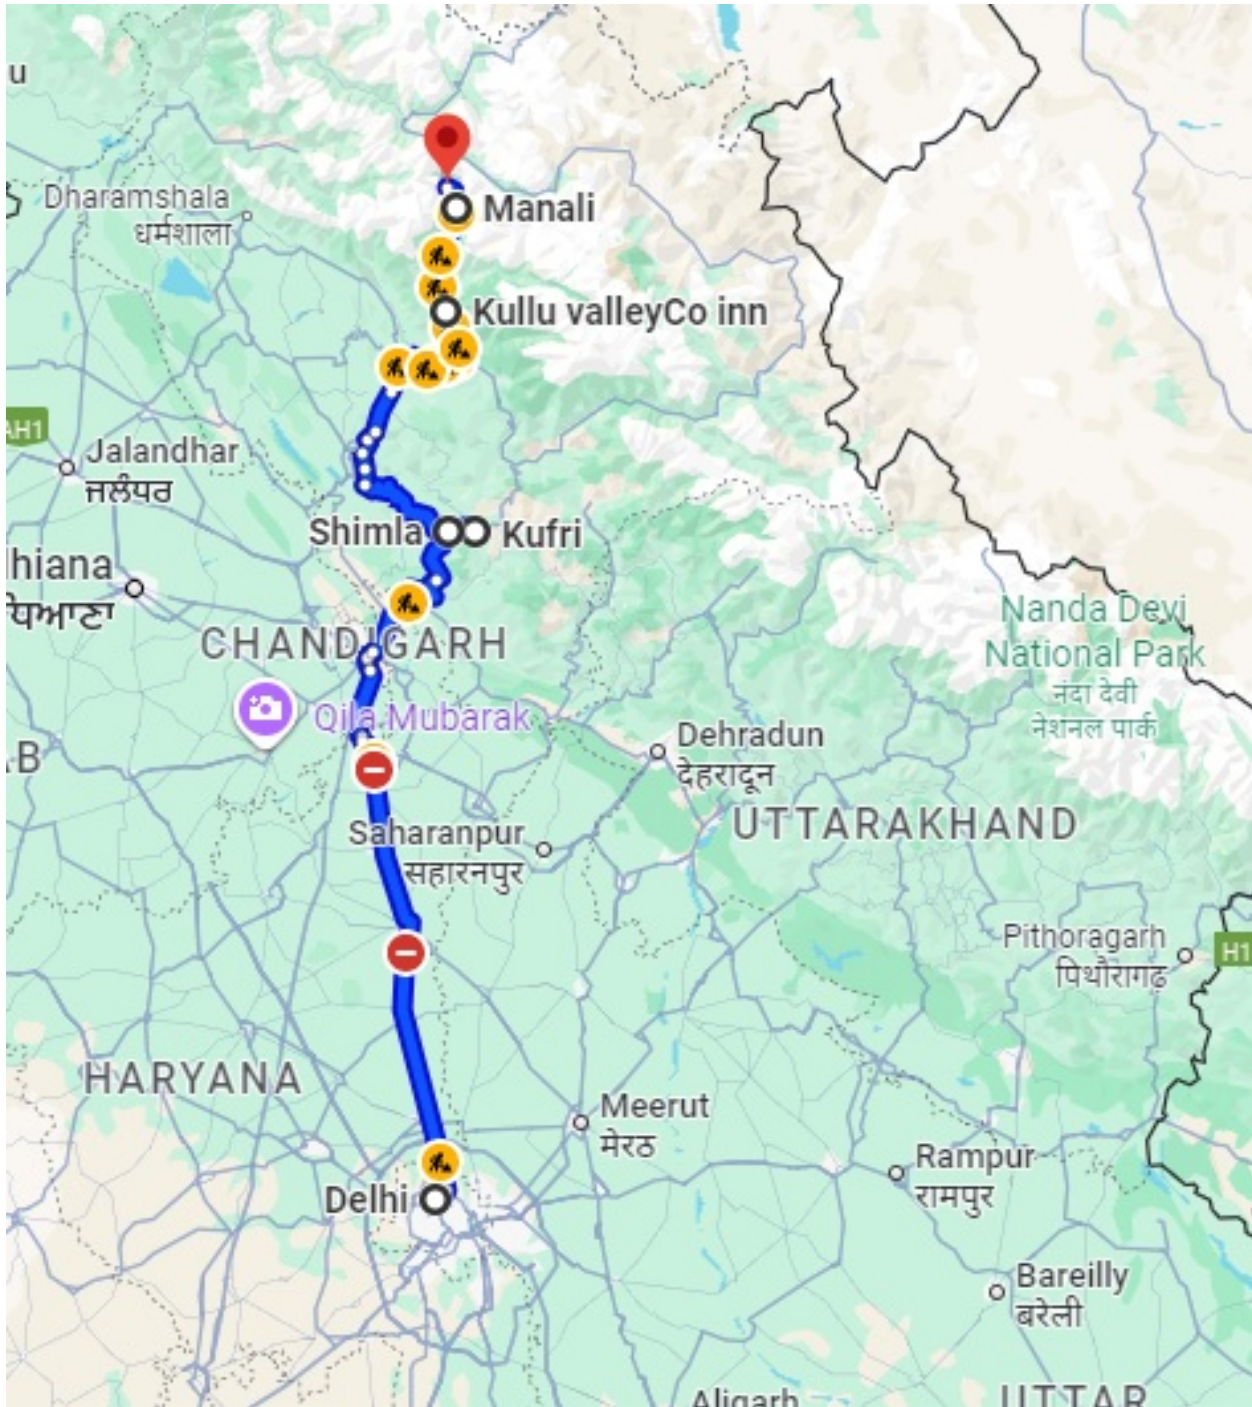 u
Dharamshala
धर्मशाला
Manali
Kullu valleyCo inn
AH1
Jalandhar
ਜਲੰਧਰ
Shimla
Kufri
hiana
ਧਿਆਣਾ
CHANDIGARH
Nanda Devi
National Park
नंदा देवी
नेशनल पार्क
Qila Mubarak
AB
Dehradun
देहरादून
UTTARAKHAND
Saharanpur
सहारनपुर
Pithoragarh
पिथौरागढ़
H1
HARYANA
Meerut
मेरठ
Rampur
रामपुर
Delhi
Bareilly
बरेली
Aligarh
UTTAR